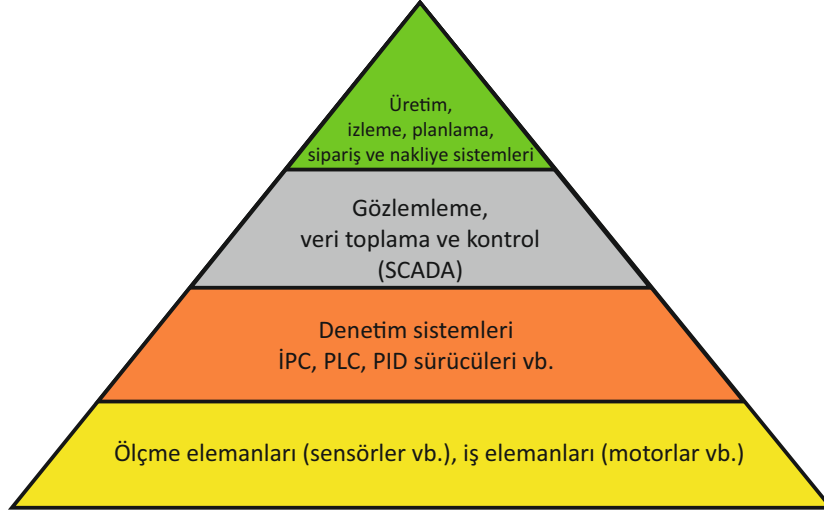 Üretim,
izleme, planlama,
sipariş ve nakliye sistemleri
Gözlemleme,
veri toplama ve kontrol
(SCADA)
Denetim sistemleri
İPC, PLC, PID sürücüleri vb.
Ölçme elemanları (sensörler vb.), iş elemanları (motorlar vb.)